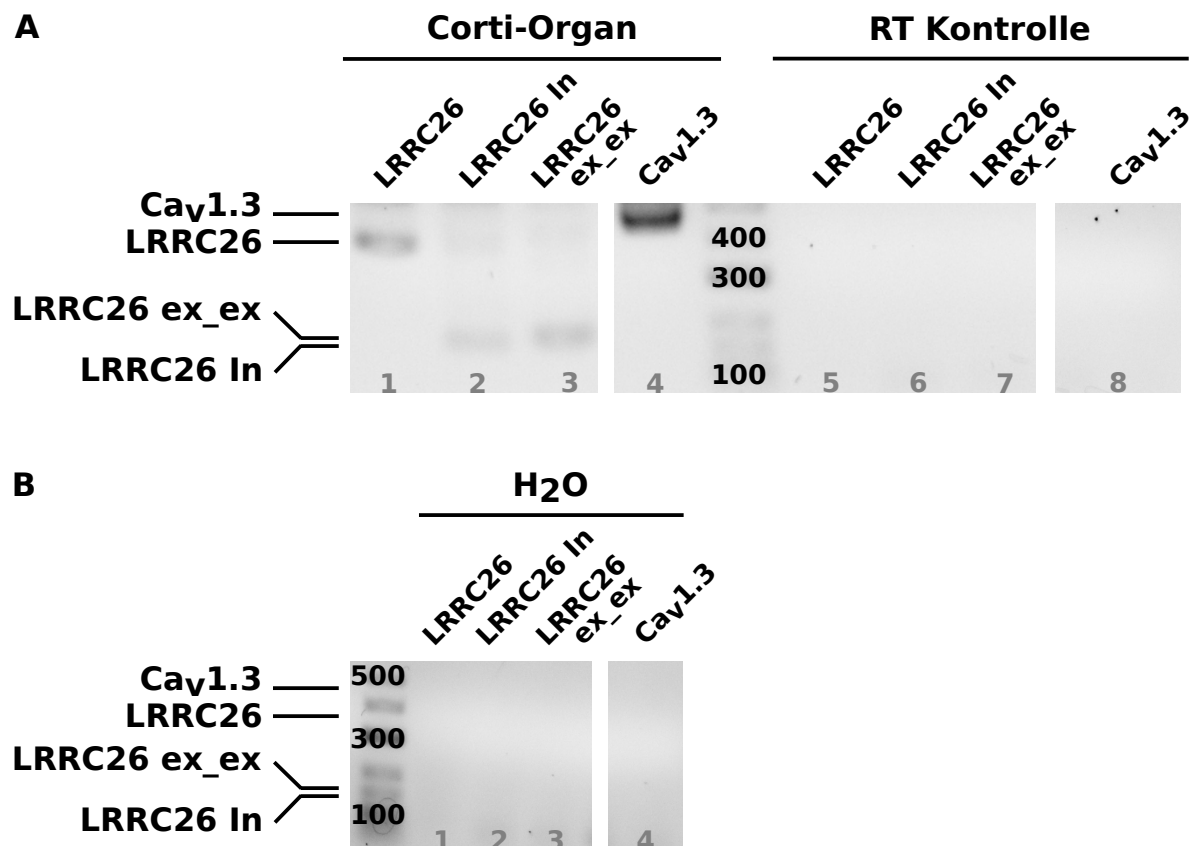 A
Corti-Organ
RT Kontrolle
LRRC26
LRRC26 In
LRRC26
ex_ex
Cav1.3
LRRC26
LRRC26 In
LRRC26
ex_ex
Cav1.3
Cav1.3
LRRC26
LRRC26 ex_ex
LRRC26 In
400
300
100
1 2 3 4 5 6 7 8
B
H2O
LRRC26
LRRC26 In
LRRC26
ex_ex
Cav1.3
Cav1.3
LRRC26
LRRC26 ex_ex
LRRC26 In
500
300
100
1 2 3 4